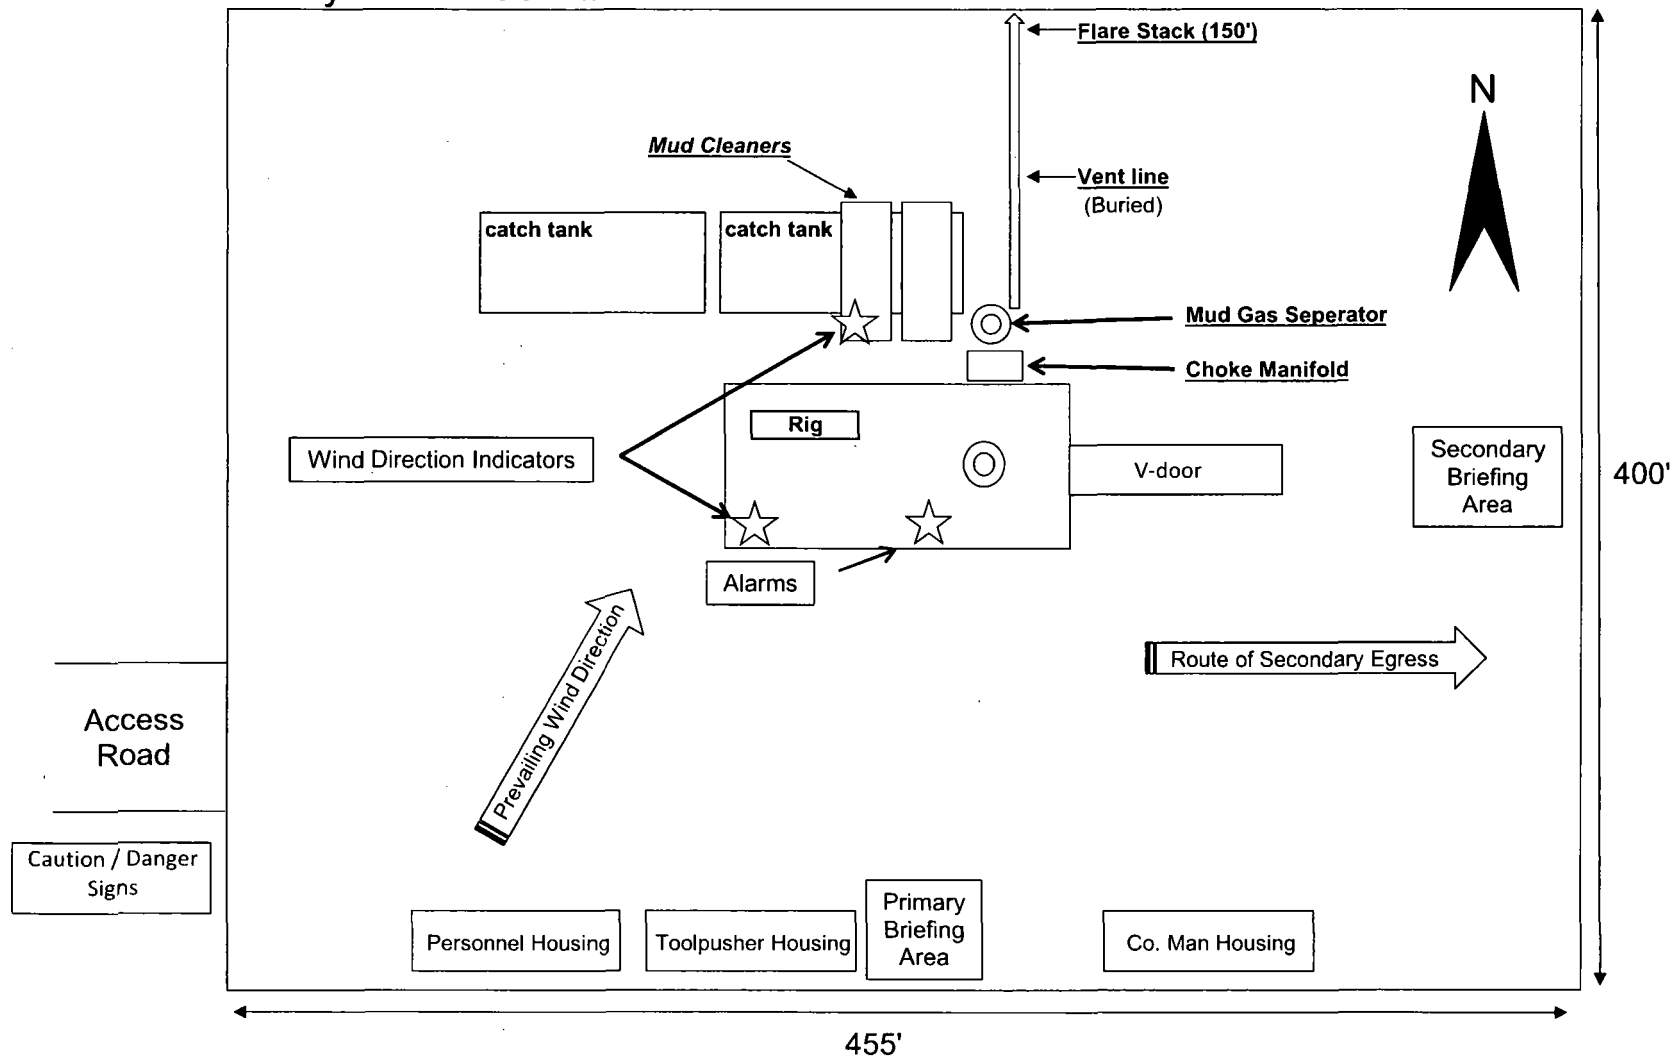 Flare Stack (150')
N
Mud Cleaners
Vent line
(Buried)
catch tank
catch tank
Mud Gas Seperator
Choke Manifold
Rig
Wind Direction Indicators
V-door
Secondary
Briefing
Area
400'
Alarms
Prevailing Wind Direction
Route of Secondary Egress
Access
Road
Caution / Danger
Signs
Primary
Briefing
Area
Personnel Housing
Toolpusher Housing
Co. Man Housing
455'